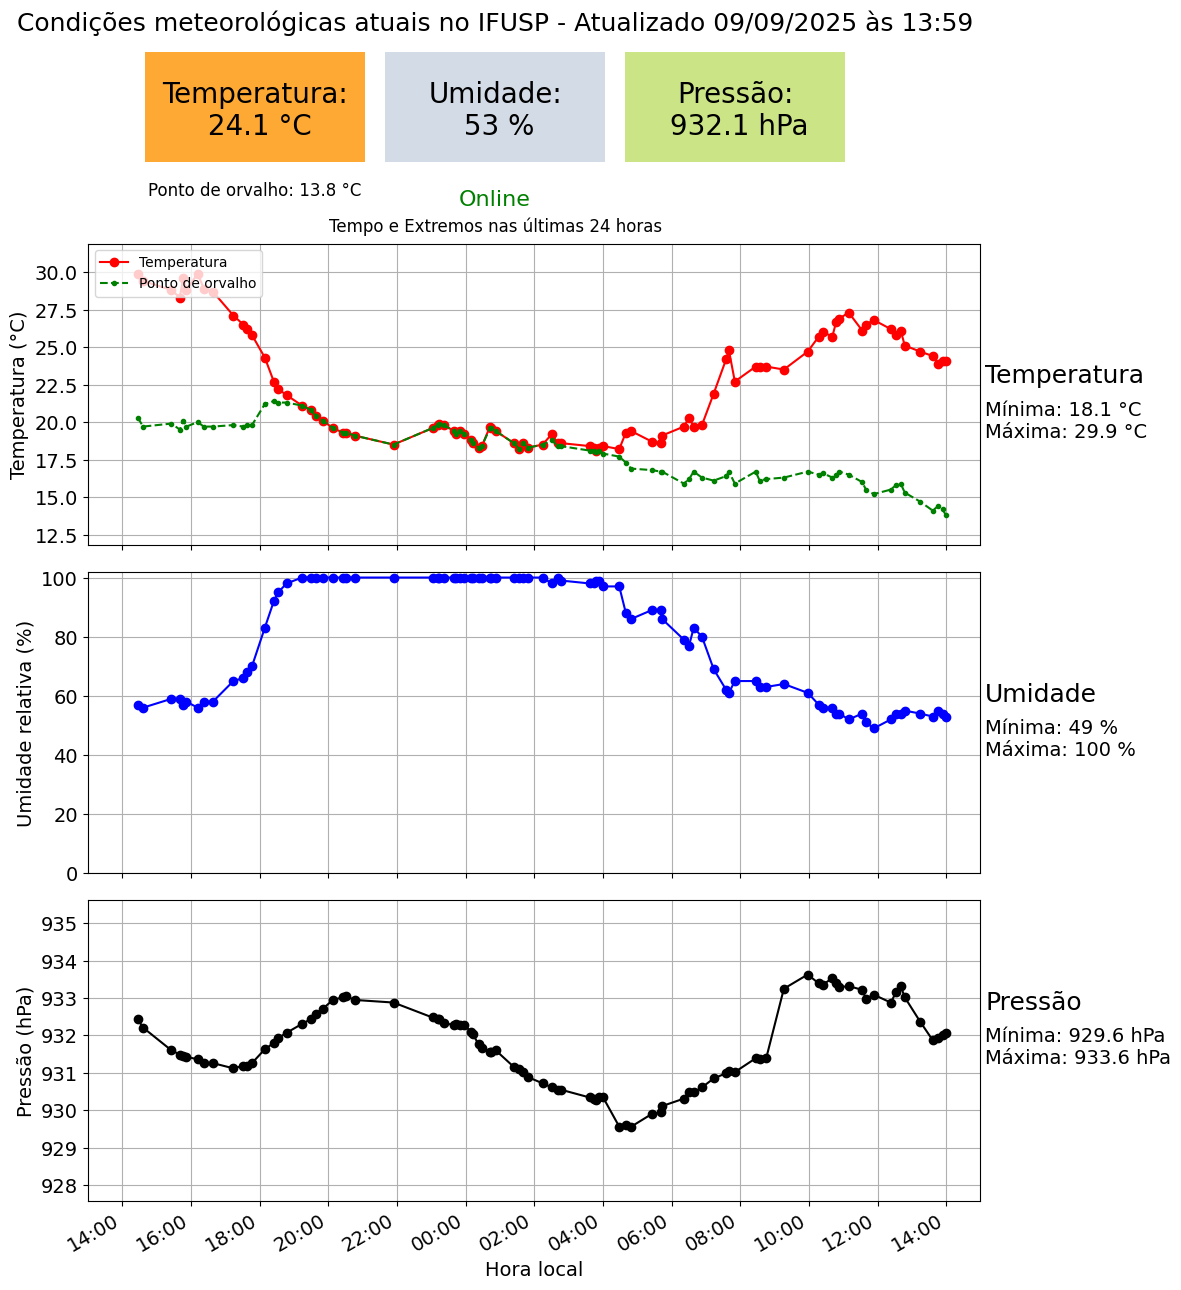 Condições meteorológicas atuais no IFUSP - Atualizado 09/09/2025 às 13:59
Temperatura:
24.1 °C
Umidade:
53 %
Pressão:
932.1 hPa
Ponto de orvalho: 13.8 °C
Online
Tempo e Extremos nas últimas 24 horas
Temperatura
Ponto de orvalho
Temperatura (°C)
30.0
27.5
25.0
22.5
20.0
17.5
15.0
12.5
Temperatura
Mínima: 18.1 °C
Máxima: 29.9 °C
Umidade relativa (%)
100
80
60
40
20
0
Umidade
Mínima: 49 %
Máxima: 100 %
Pressão (hPa)
935
934
933
932
931
930
929
928
Pressão
Mínima: 929.6 hPa
Máxima: 933.6 hPa
14:00
16:00
18:00
20:00
22:00
00:00
02:00
04:00
06:00
08:00
10:00
12:00
14:00
Hora local